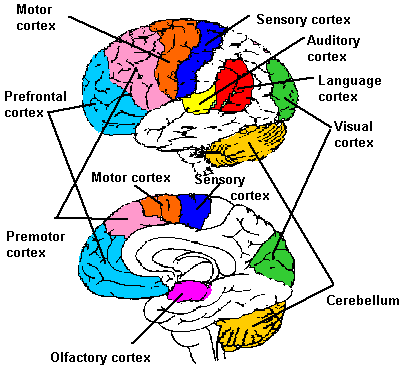 Motor
cortex
Sensory cortex
Auditory
cortex
Language
cortex
Prefrontal
cortex
Visual
cortex
Motor cortex
Sensory
cortex
Premotor
cortex
Cerebellum
Olfactory cortex